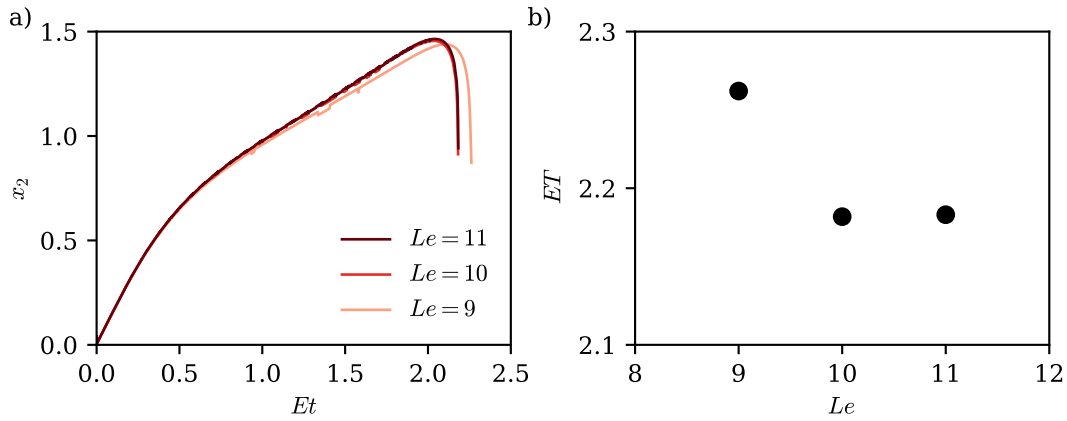 a)
1.5
1.0
0.5
0.0
x₂
Le = 11
Le = 10
Le = 9
0.0 0.5 1.0 1.5 2.0 2.5
Et
b)
2.3
2.2
2.1
ET
8 9 10 11 12
Le